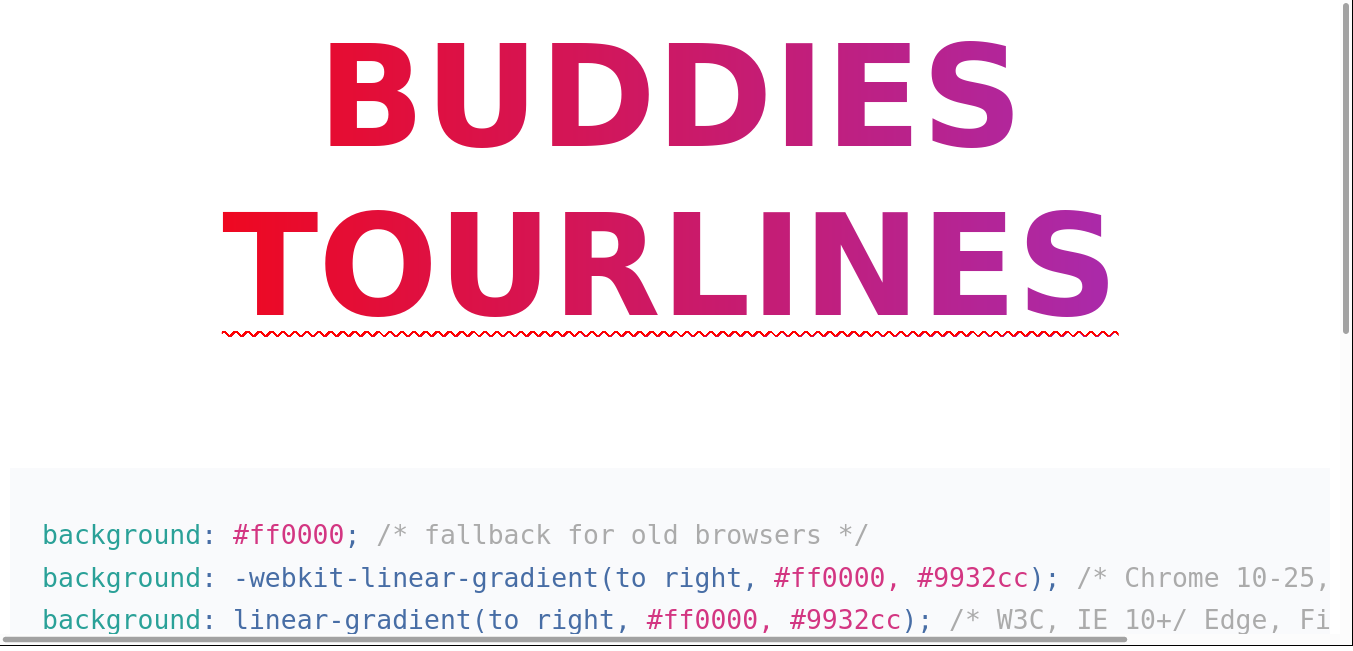 BUDDIES
TOURLINES
background: #ff0000; /* fallback for old browsers */
background: -webkit-linear-gradient(to right, #ff0000, #9932cc); /* Chrome 10-25,
background: linear-gradient(to right, #ff0000, #9932cc); /* W3C, IE 10+/ Edge, Fi